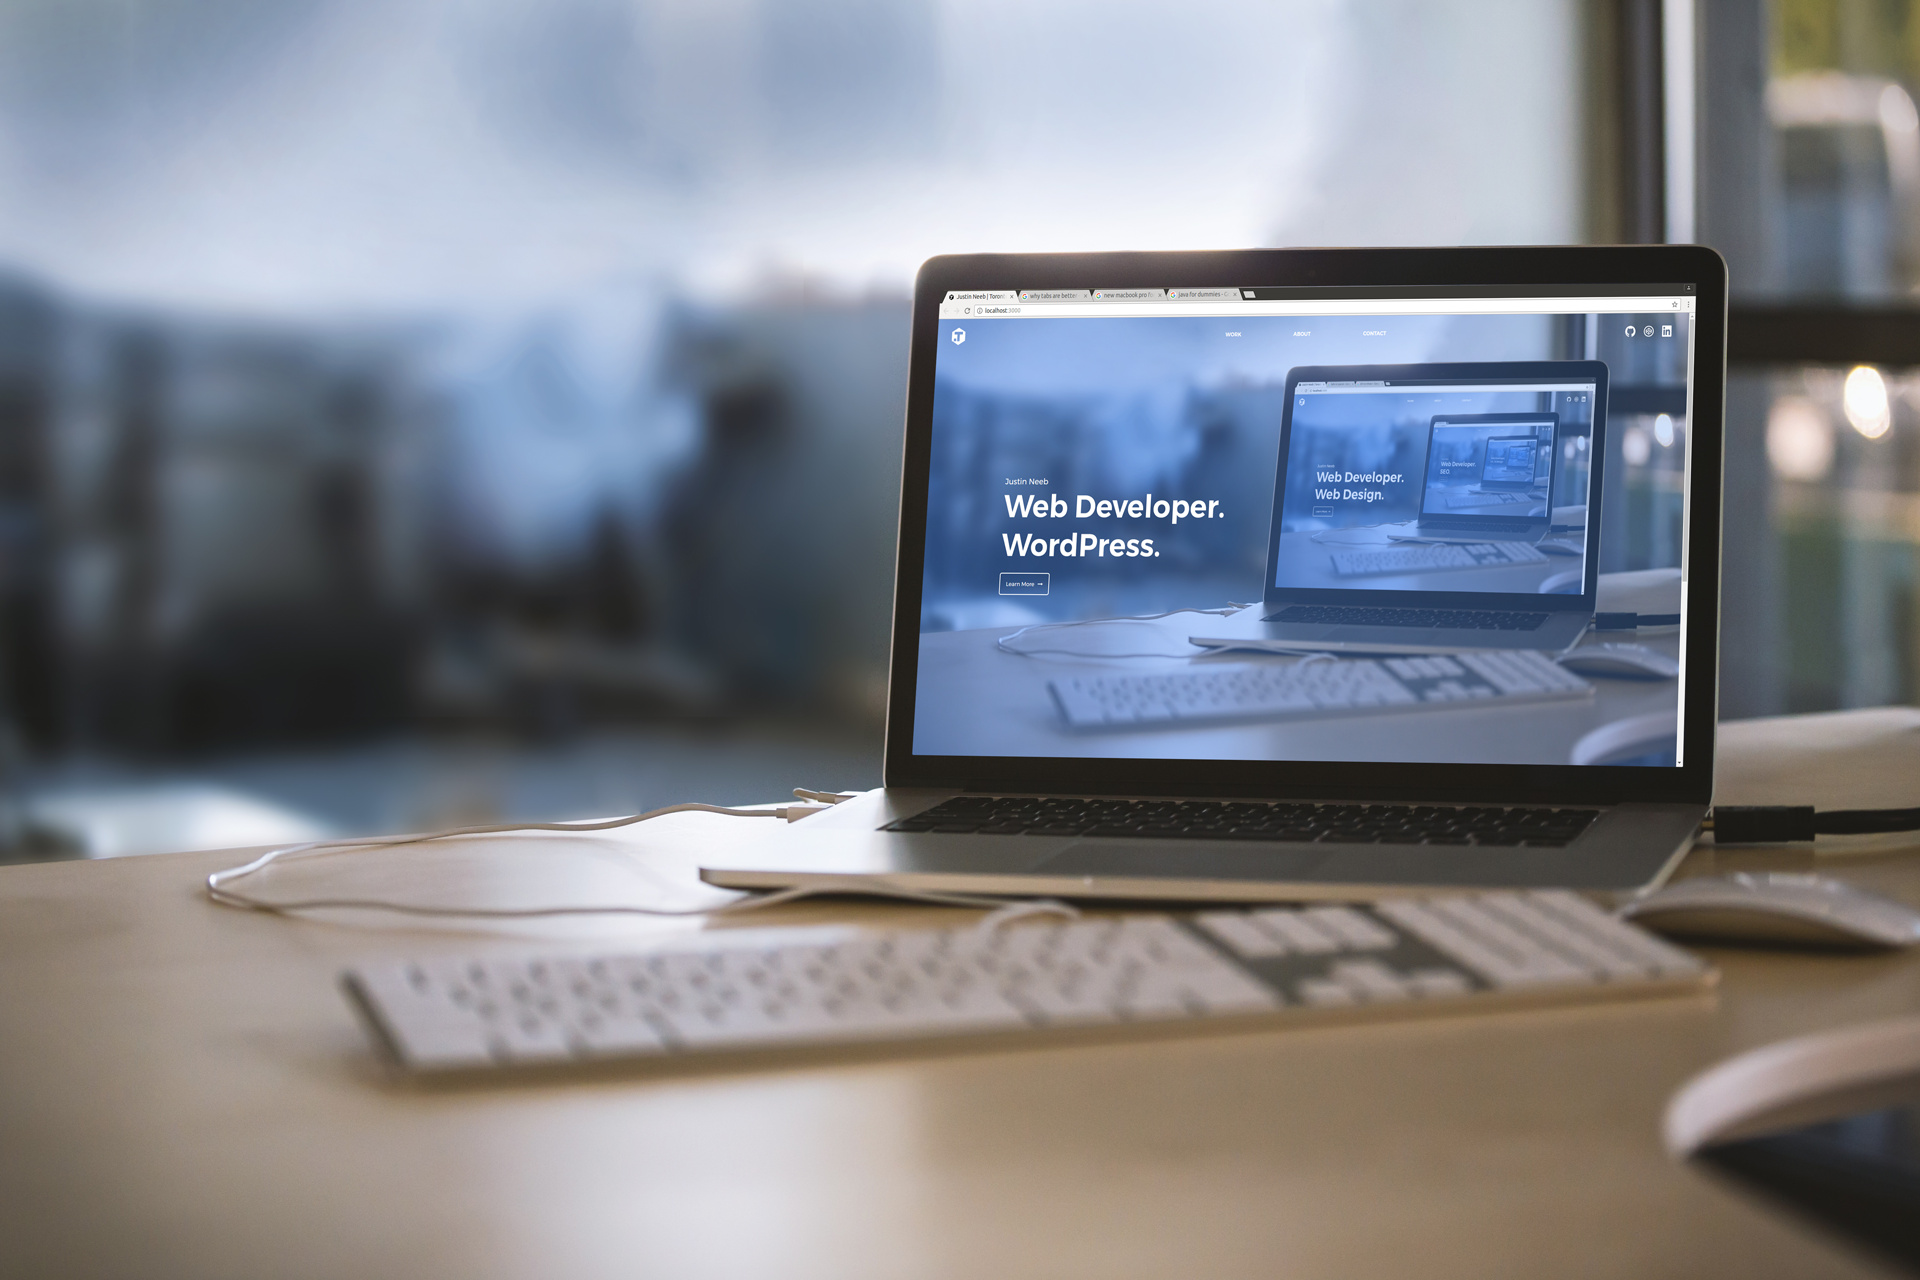 Justin Neeb | Toront
why tabs are better
new macbook pro fo
java for dummies - G
localhost:3000
WORK ABOUT CONTACT
Justin Neeb
Web Developer.
WordPress.
Learn More →
Web Developer.
Web Design.
Web Developer.
SEO.